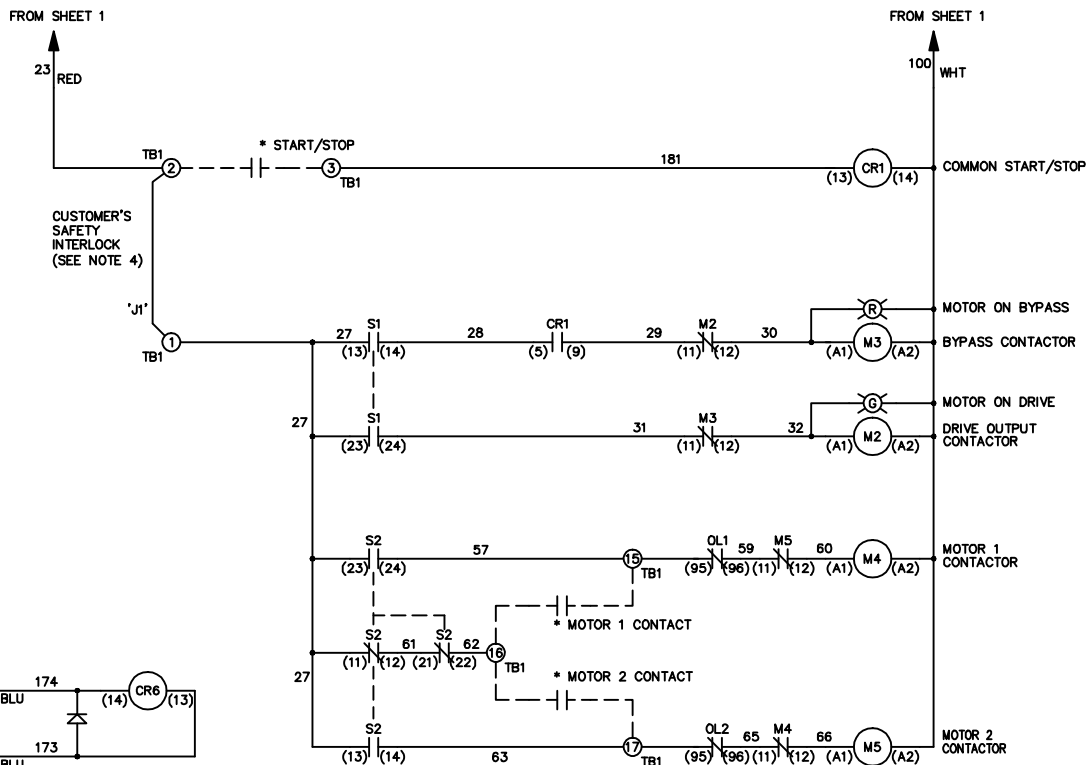 FROM SHEET 1
FROM SHEET 1
23
RED
100
WHT
TB1
2
* START/STOP
3
TB1
181
CR1
(13)
(14)
COMMON START/STOP
CUSTOMER'S
SAFETY
INTERLOCK
(SEE NOTE 4)
'J1'
1
TB1
27
S1
(13)
(14)
28
CR1
(5)
(9)
29
M2
(11)
(12)
30
R
MOTOR ON BYPASS
M3
(A1)
(A2)
BYPASS CONTACTOR
27
S1
(23)
(24)
31
M3
(11)
(12)
32
G
MOTOR ON DRIVE
M2
(A1)
(A2)
DRIVE OUTPUT
CONTACTOR
S2
(23)
(24)
57
15
TB1
OL1
(95)
(96)
59
M5
(11)
(12)
60
M4
(A1)
(A2)
MOTOR 1
CONTACTOR
* MOTOR 1 CONTACT
S2
(11)
(12)
61
S2
(21)
(22)
62
16
TB1
27
* MOTOR 2 CONTACT
S2
(13)
(14)
63
17
TB1
OL2
(95)
(96)
65
M4
(11)
(12)
66
M5
(A1)
(A2)
MOTOR 2
CONTACTOR
174
BLU
CR6
(14)
(13)
173
BLU